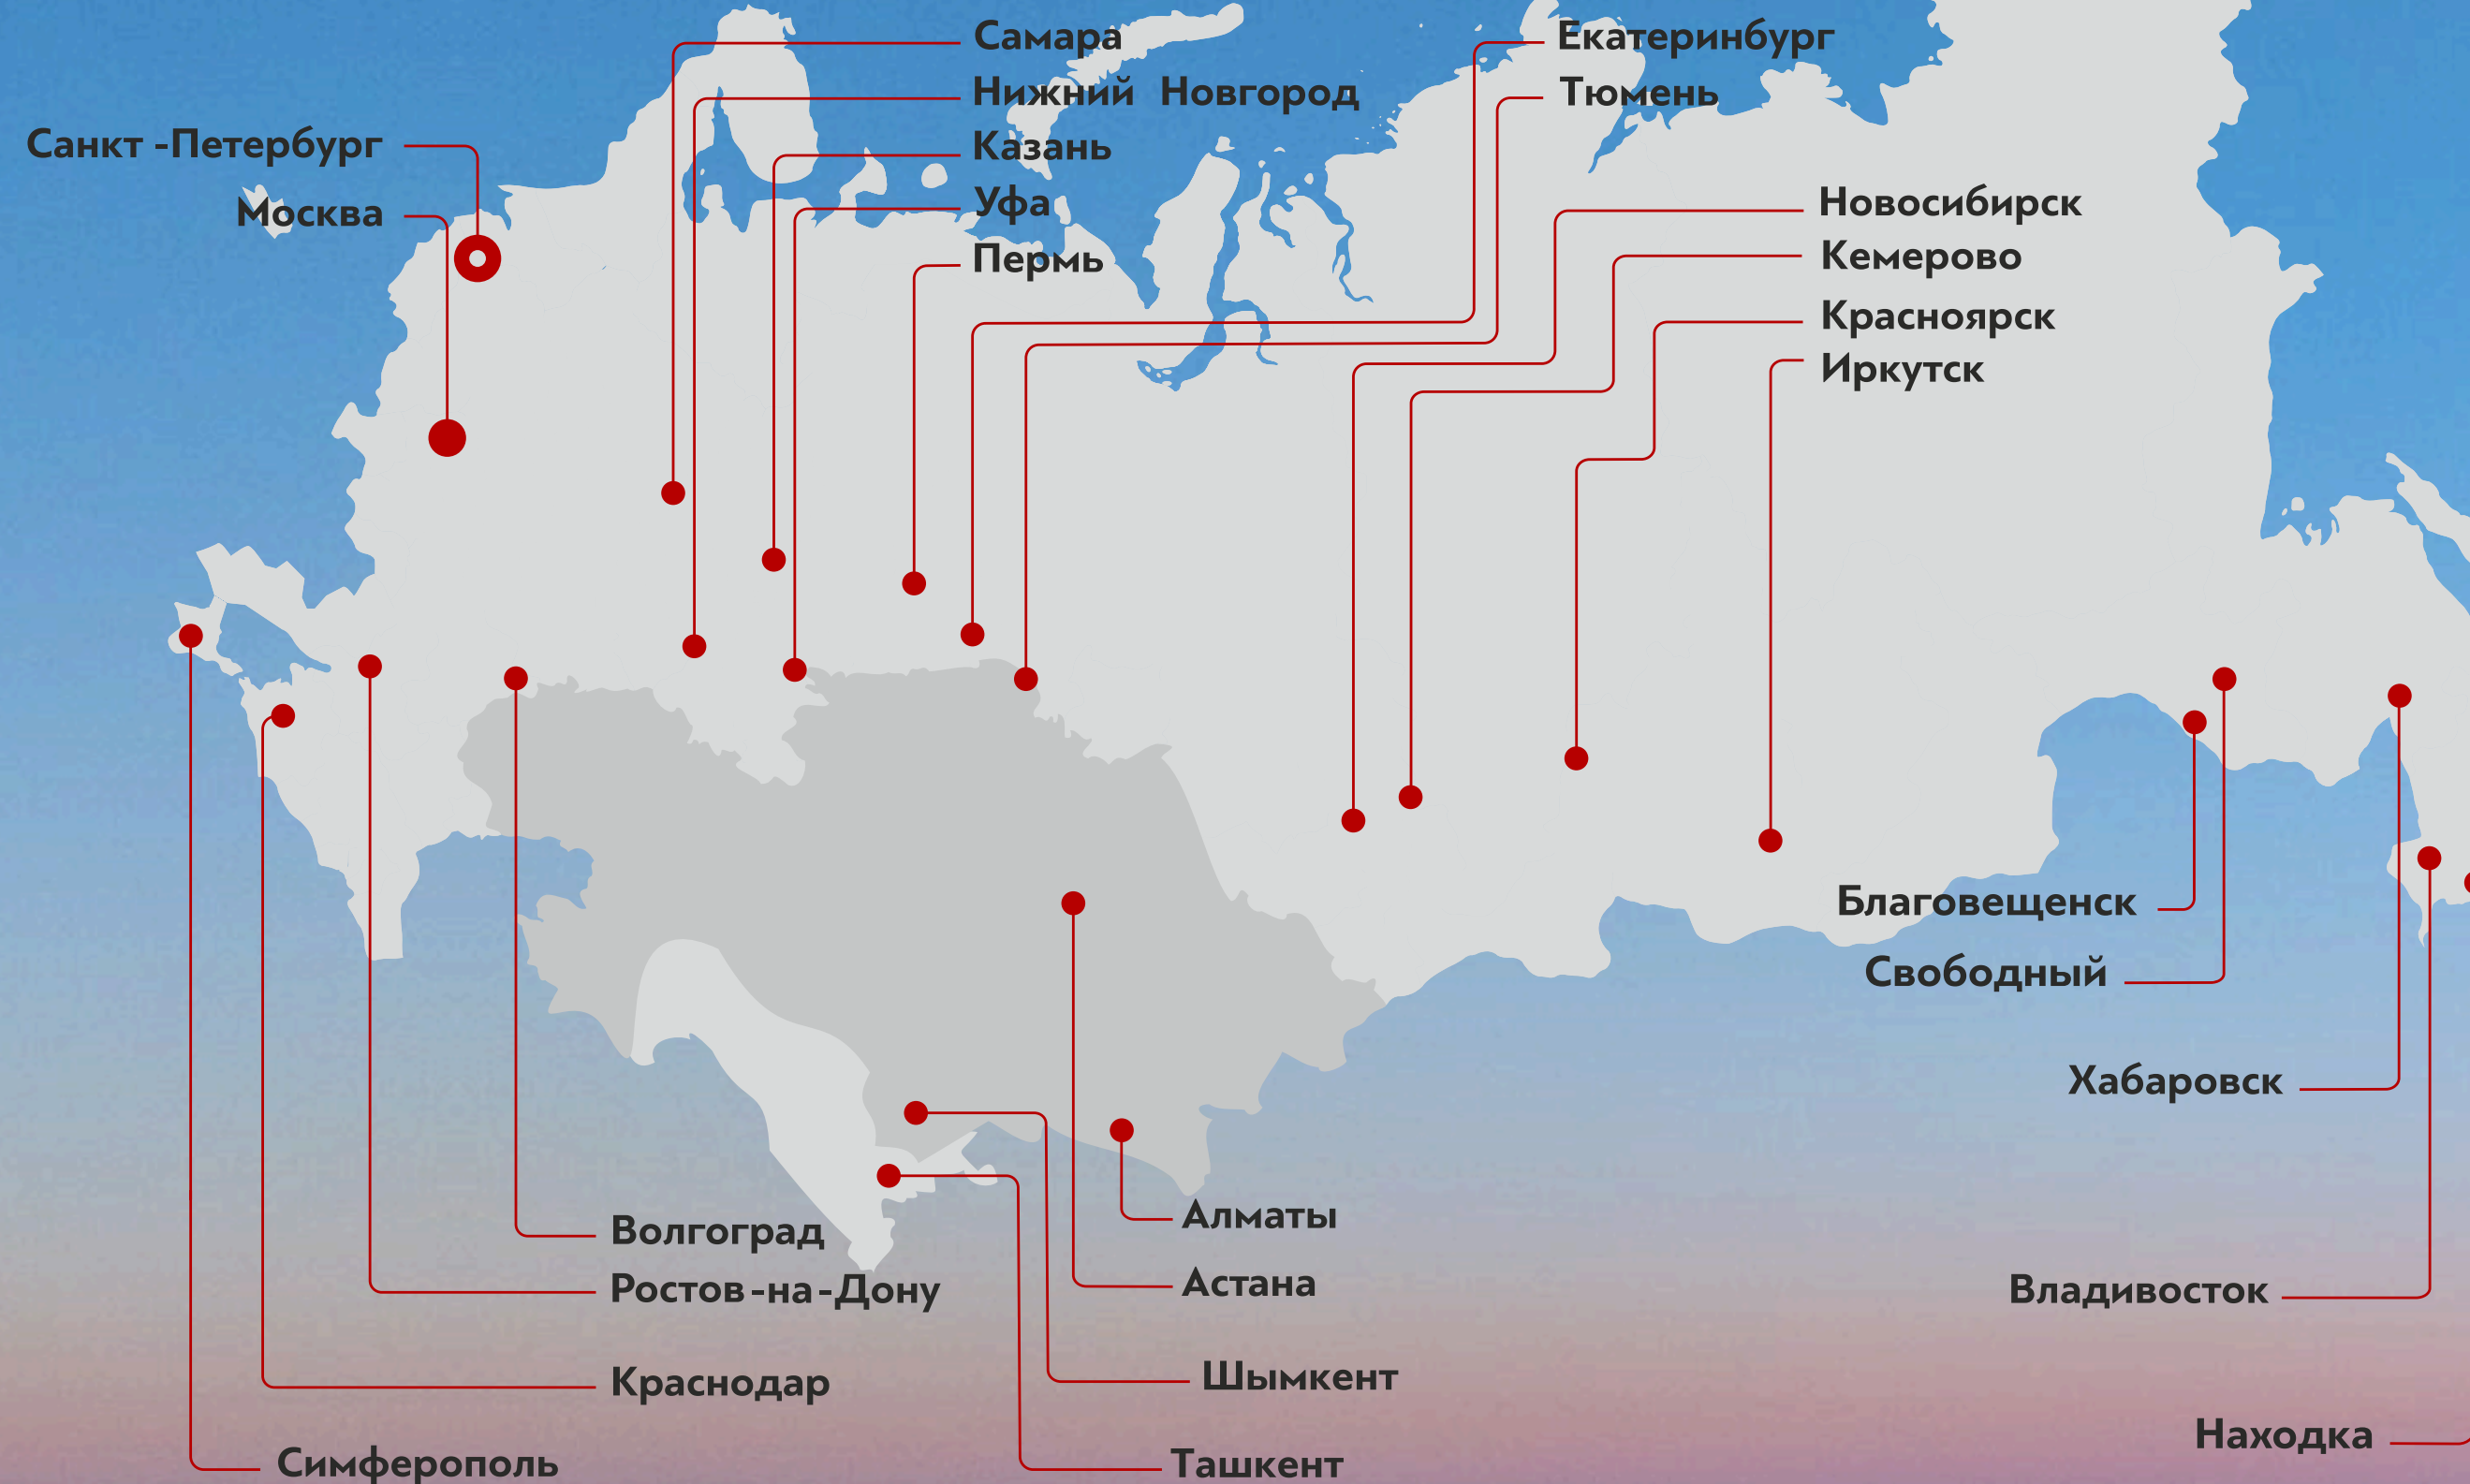 Санкт -Петербург
Москва
Самара
Нижний Новгород
Казань
Уфа
Пермь
Екатеринбург
Тюмень
Новосибирск
Кемерово
Красноярск
Иркутск
Благовещенск
Свободный
Хабаровск
Владивосток
Находка
Волгоград
Ростов-на-Дону
Краснодар
Симферополь
Алматы
Астана
Шымкент
Ташкент